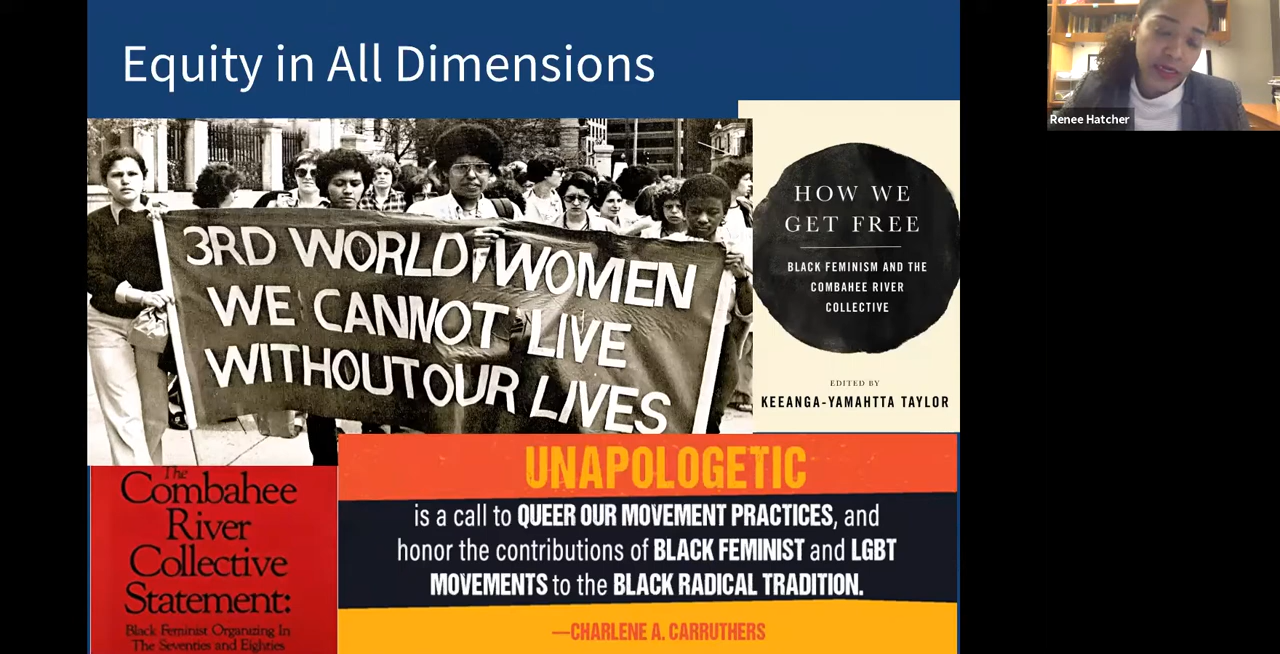 Equity in All Dimensions
Renee Hatcher
3RD WORLD WOMEN
WE CANNOT LIVE
WITHOUT OUR LIVES
HOW WE
GET FREE
BLACK FEMINISM AND THE
COMBAHEE RIVER
COLLECTIVE
EDITED BY
KEEANGA-YAMAHTTA TAYLOR
The
Combahee
River
Collective
Statement:
Black Feminist Organizing In
The Seventies and Eighties
UNAPOLOGETIC
is a call to QUEER OUR MOVEMENT PRACTICES, and
honor the contributions of BLACK FEMINIST and LGBT
MOVEMENTS to the BLACK RADICAL TRADITION.
—CHARLENE A. CARRUTHERS